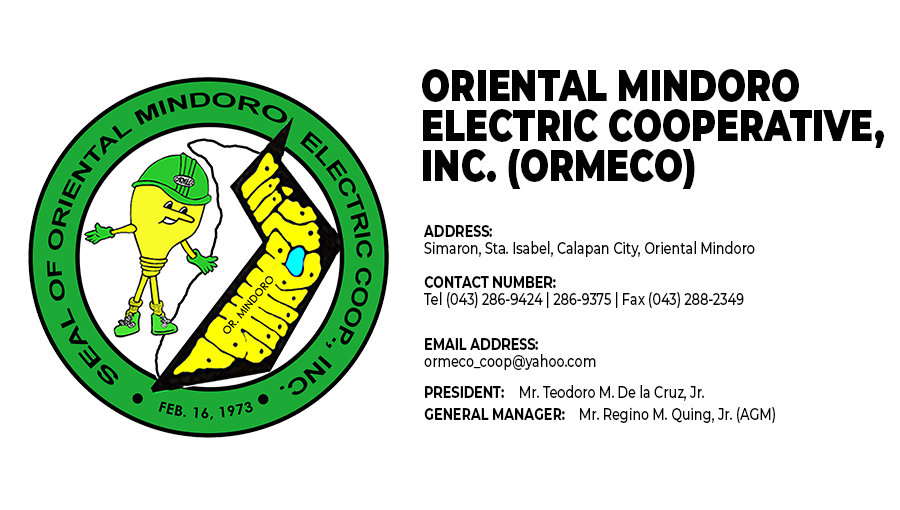 SEAL OF ORIENTAL MINDORO ELECTRIC COOP., INC.
ORMECO
OR. MINDORO
FEB. 16, 1973
ORIENTAL MINDORO
ELECTRIC COOPERATIVE,
INC. (ORMECO)
ADDRESS:
Simaron, Sta. Isabel, Calapan City, Oriental Mindoro
CONTACT NUMBER:
Tel (043) 286-9424 | 286-9375 | Fax (043) 288-2349
EMAIL ADDRESS:
ormeco_coop@yahoo.com
PRESIDENT: Mr. Teodoro M. De la Cruz, Jr.
GENERAL MANAGER: Mr. Regino M. Quing, Jr. (AGM)